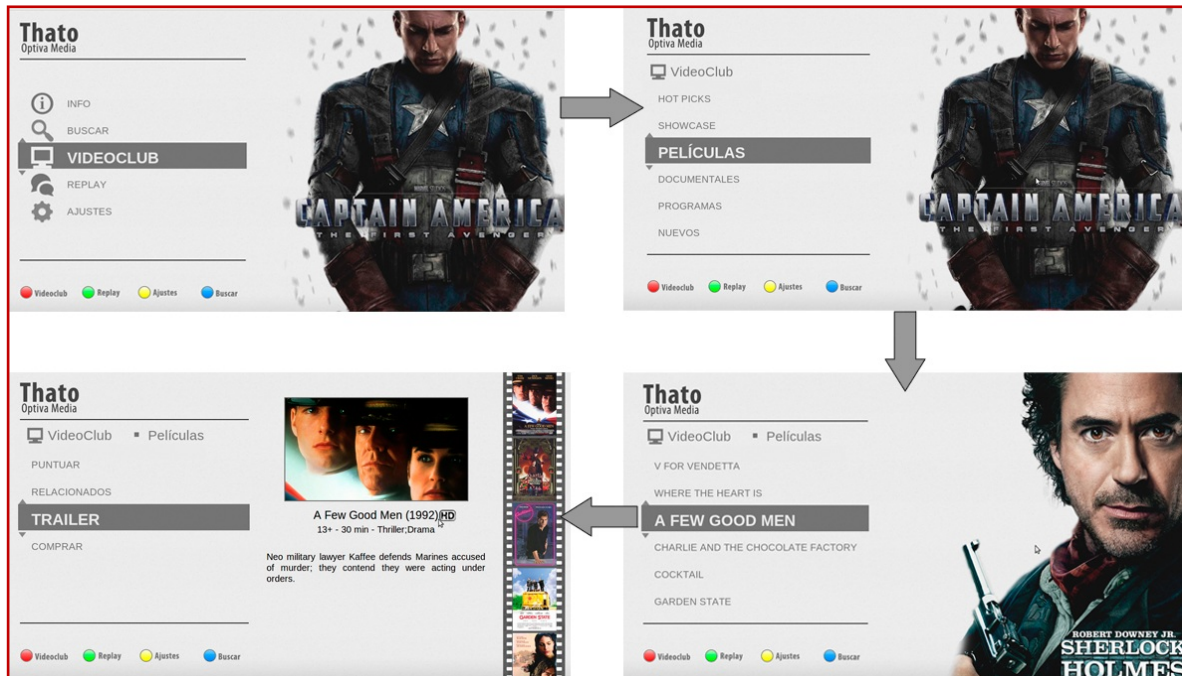 Thato
Optiva Media
INFO
BUSCAR
VIDEOCLUB
REPLAY
AJUSTES
Videoclub Replay Ajustes Buscar
CAPTAIN AMERICA
THE FIRST AVENGER
Thato
Optiva Media
VideoClub
HOT PICKS
SHOWCASE
PELÍCULAS
DOCUMENTALES
PROGRAMAS
NUEVOS
Videoclub Replay Ajustes Buscar
CAPTAIN AMERICA
THE FIRST AVENGER
Thato
Optiva Media
VideoClub ▪ Películas
V FOR VENDETTA
WHERE THE HEART IS
A FEW GOOD MEN
CHARLIE AND THE CHOCOLATE FACTORY
COCKTAIL
GARDEN STATE
Videoclub Replay Ajustes Buscar
ROBERT DOWNEY JR.
SHERLOCK
HOLMES
Thato
Optiva Media
VideoClub ▪ Películas
PUNTUAR
RELACIONADOS
TRAILER
COMPRAR
Videoclub Replay Ajustes Buscar
A Few Good Men (1992) HD
13+ - 30 min - Thriller;Drama
Neo military lawyer Kaffee defends Marines accused
of murder; they contend they were acting under
orders.
GARDEN STATE